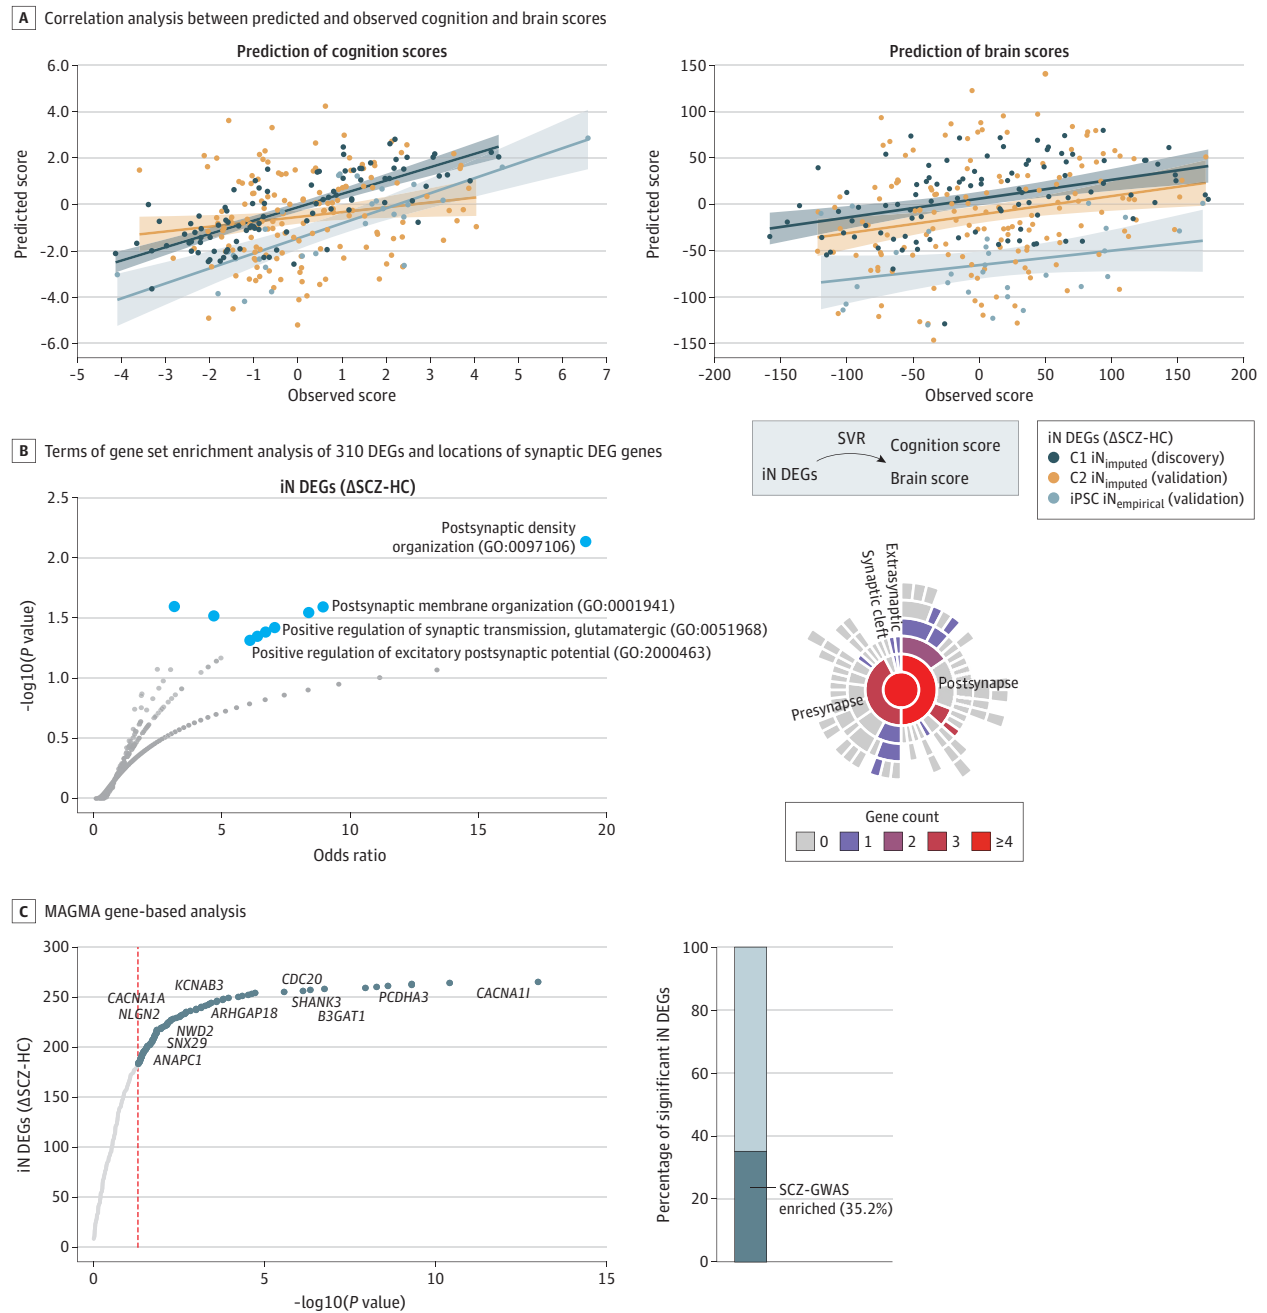 A Correlation analysis between predicted and observed cognition and brain scores
Prediction of cognition scores
6.0
4.0
2.0
0
-2.0
-4.0
-6.0
Predicted score
-5 -4 -3 -2 -1 0 1 2 3 4 5 6 7
Observed score
Prediction of brain scores
150
100
50
0
-50
-100
-150
Predicted score
-200 -150 -100 -50 0 50 100 150 200
Observed score
SVR
iN DEGs
Cognition score
Brain score
iN DEGs (ΔSCZ-HC)
C1 iNimputed (discovery)
C2 iNimputed (validation)
iPSC iNempirical (validation)
B Terms of gene set enrichment analysis of 310 DEGs and locations of synaptic DEG genes
iN DEGs (ΔSCZ-HC)
2.5
2.0
1.5
1.0
0.5
0
-log10(P value)
Postsynaptic density
organization (GO:0097106)
Postsynaptic membrane organization (GO:0001941)
Positive regulation of synaptic transmission, glutamatergic (GO:0051968)
Positive regulation of excitatory postsynaptic potential (GO:2000463)
0 5 10 15 20
Odds ratio
Extrasynaptic
Synaptic cleft
Postsynapse
Presynapse
Gene count
0 1 2 3 ≥4
C MAGMA gene-based analysis
300
250
200
150
100
50
0
iN DEGs (ΔSCZ-HC)
KCNAB3
CACNA1A
NLGN2
CDC20
SHANK3
B3GAT1
PCDHA3
CACNA1I
ARHGAP18
NWD2
SNX29
ANAPC1
0 5 10 15
-log10(P value)
100
80
60
40
20
0
Percentage of significant iN DEGs
SCZ-GWAS
enriched (35.2%)